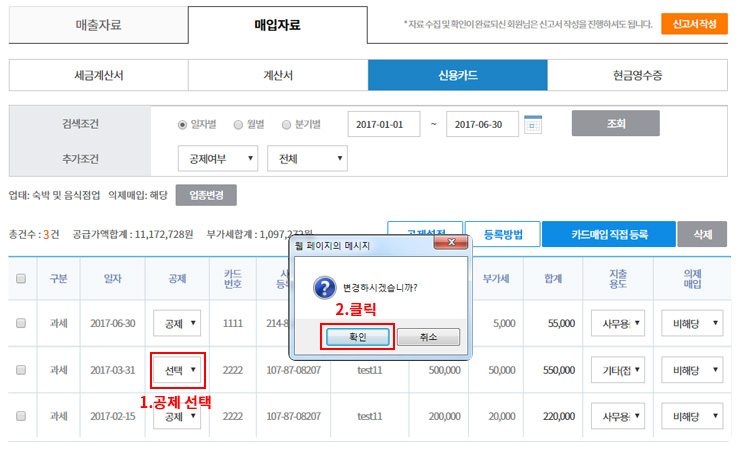 매출자료 매입자료 * 자료 수집 및 확인이 완료되신 회원님은 신고서 작성을 진행하셔도 됩니다. 신고서 작성
세금계산서 계산서 신용카드 현금영수증
검색조건 일자별 월별 분기별 2017-01-01 ~ 2017-06-30 조회
추가조건 공제여부 전체
업태: 숙박 및 음식점업 의제매입: 해당 업종변경
총건수 : 3건 공급가액합계 : 11,172,728원 부가세합계 : 1,097,272원 등록방법 카드매입 직접 등록 삭제
웹 페이지의 메시지
변경하시겠습니까?
2.클릭
확인 취소
구분 일자 공제 카드 번호 부가세 합계 지출 용도 의제 매입
과세 2017-06-30 공제 1111 214-8 5,000 55,000 사무용 비해당
과세 2017-03-31 선택 2222 107-87-08207 test11 500,000 50,000 550,000 기타(접 비해당
1.공제 선택
과세 2017-02-15 공제 2222 107-87-08207 test11 200,000 20,000 220,000 사무용 비해당